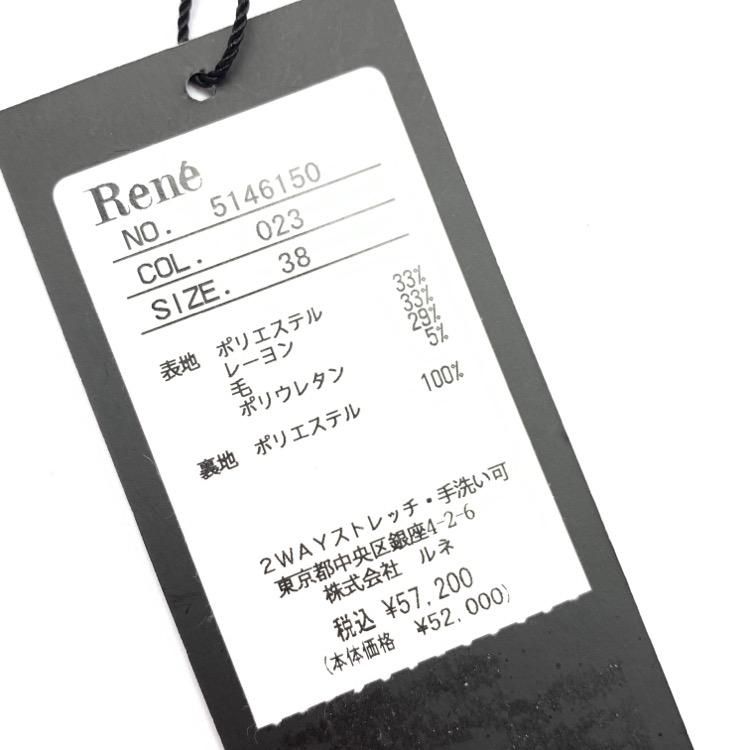 René
NO. 5146150
COL. 023
SIZE. 38
表地 ポリエステル 33%
レーヨン 33%
毛 29%
ポリウレタン 5%
裏地 ポリエステル 100%
2WAYストレッチ・手洗い可
東京都中央区銀座4-2-6
株式会社 ルネ
税込 ¥57,200
(本体価格 ¥52,000)